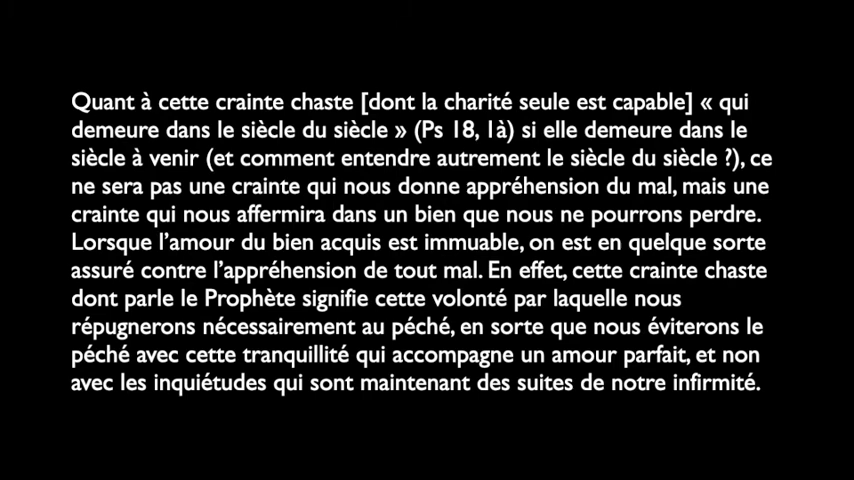 Quant à cette crainte chaste [dont la charité seule est capable] « qui
demeure dans le siècle du siècle » (Ps 18, 1à) si elle demeure dans le
siècle à venir (et comment entendre autrement le siècle du siècle ?), ce
ne sera pas une crainte qui nous donne appréhension du mal, mais une
crainte qui nous affermira dans un bien que nous ne pourrons perdre.
Lorsque l’amour du bien acquis est immuable, on est en quelque sorte
assuré contre l’appréhension de tout mal. En effet, cette crainte chaste
dont parle le Prophète signifie cette volonté par laquelle nous
répugnerons nécessairement au péché, en sorte que nous éviterons le
péché avec cette tranquillité qui accompagne un amour parfait, et non
avec les inquiétudes qui sont maintenant des suites de notre infirmité.